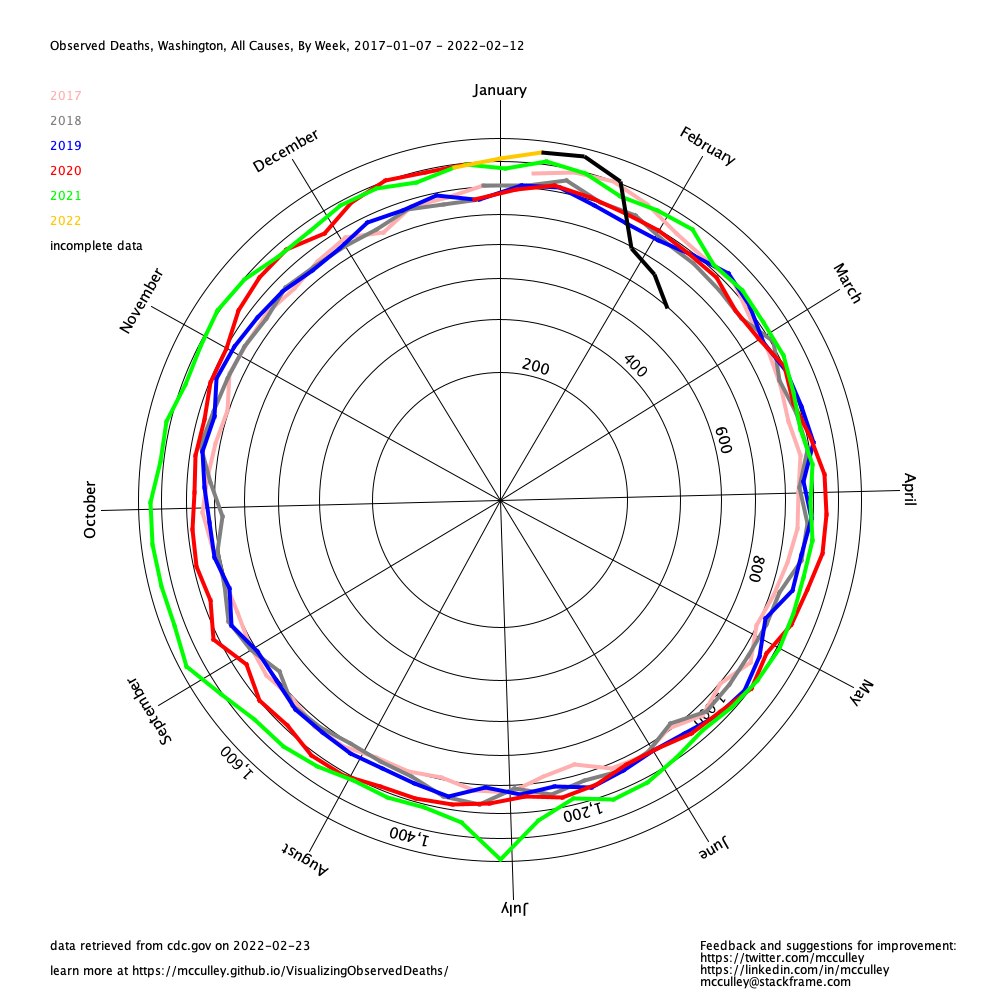 Observed Deaths, Washington, All Causes, By Week, 2017-01-07 - 2022-02-12
January
2017
2018
2019
2020
2021
2022
incomplete data
December
February
November
March
200
400
600
800
October
April
1,000
May
September
1,600
1,200
1,400
August
June
July
data retrieved from cdc.gov on 2022-02-23
learn more at https://mcculley.github.io/VisualizingObservedDeaths/
Feedback and suggestions for improvement:
https://twitter.com/mcculley
https://linkedin.com/in/mcculley
mcculley@stackframe.com